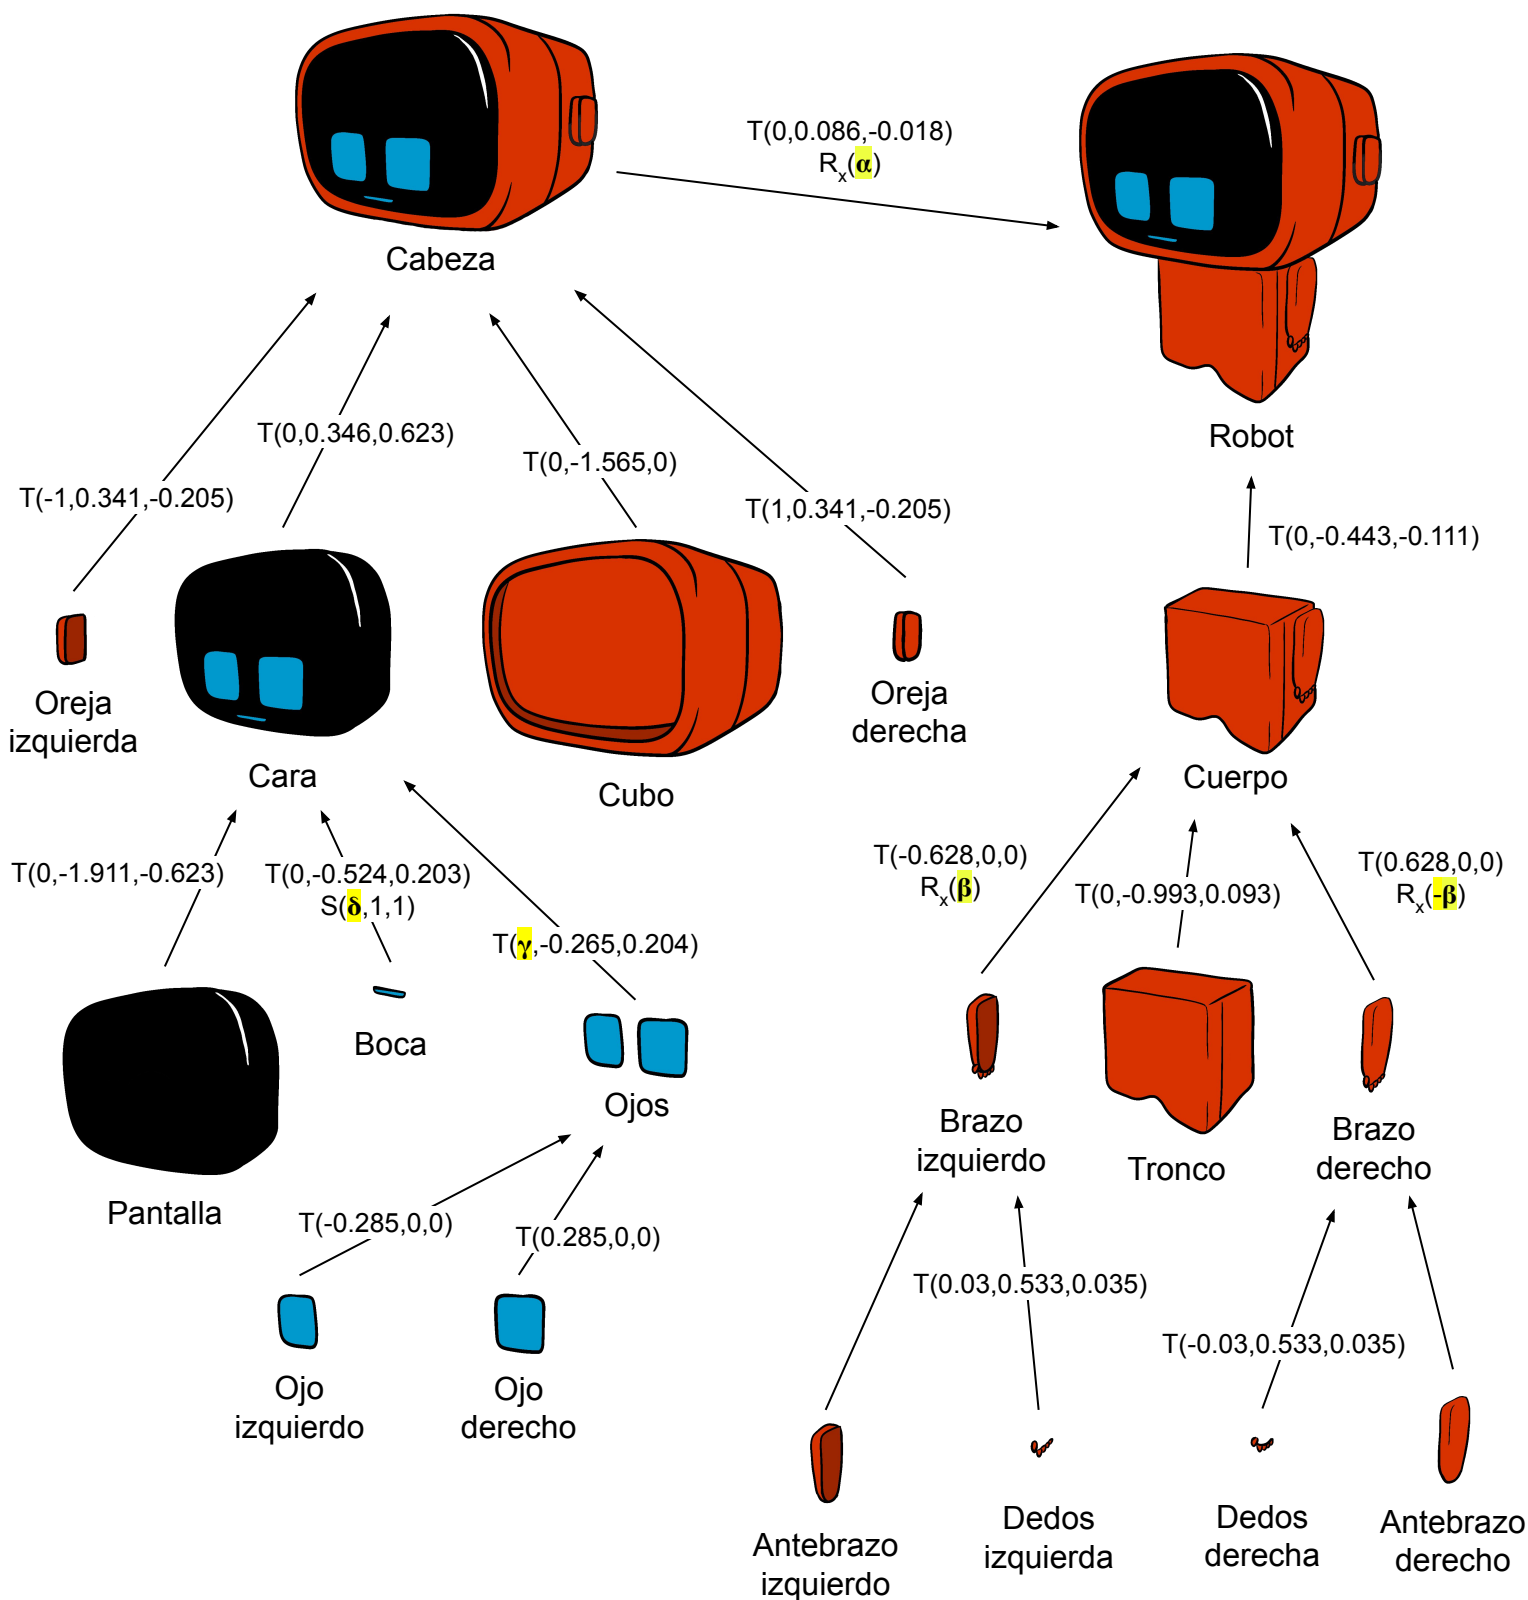 T(0,0.086,-0.018)
Rx(α)
Cabeza
Robot
T(0,0.346,0.623)
T(0,-1.565,0)
T(-1,0.341,-0.205)
T(1,0.341,-0.205)
T(0,-0.443,-0.111)
Oreja
izquierda
Cara
Cubo
Oreja
derecha
Cuerpo
T(0,-1.911,-0.623)
T(0,-0.524,0.203)
S(δ,1,1)
T(γ,-0.265,0.204)
T(-0.628,0,0)
Rx(β)
T(0,-0.993,0.093)
T(0.628,0,0)
Rx(-β)
Pantalla
Boca
Ojos
Brazo
izquierdo
Tronco
Brazo
derecho
T(-0.285,0,0)
T(0.285,0,0)
T(0.03,0.533,0.035)
T(-0.03,0.533,0.035)
Ojo
izquierdo
Ojo
derecho
Antebrazo
izquierdo
Dedos
izquierda
Dedos
derecha
Antebrazo
derecho